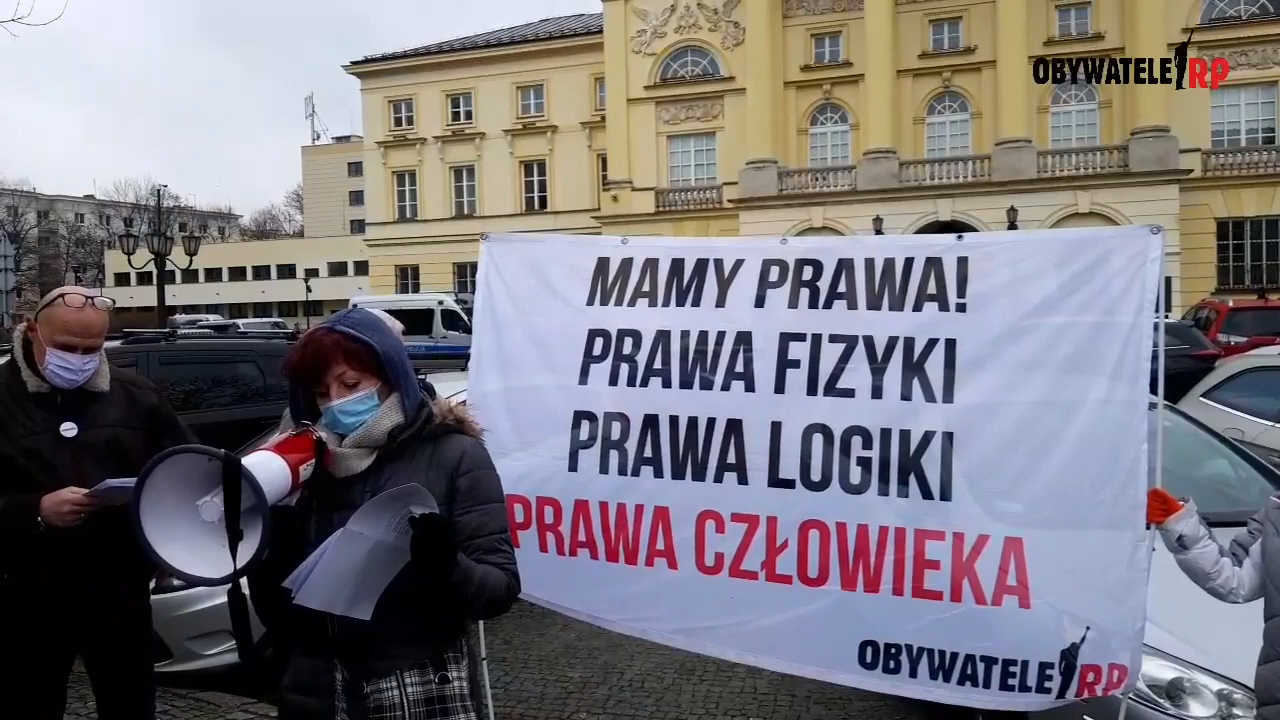 OBYWATELE RP
MAMY PRAWA!
PRAWA FIZYKI
PRAWA LOGIKI
PRAWA CZŁOWIEKA
OBYWATELE RP